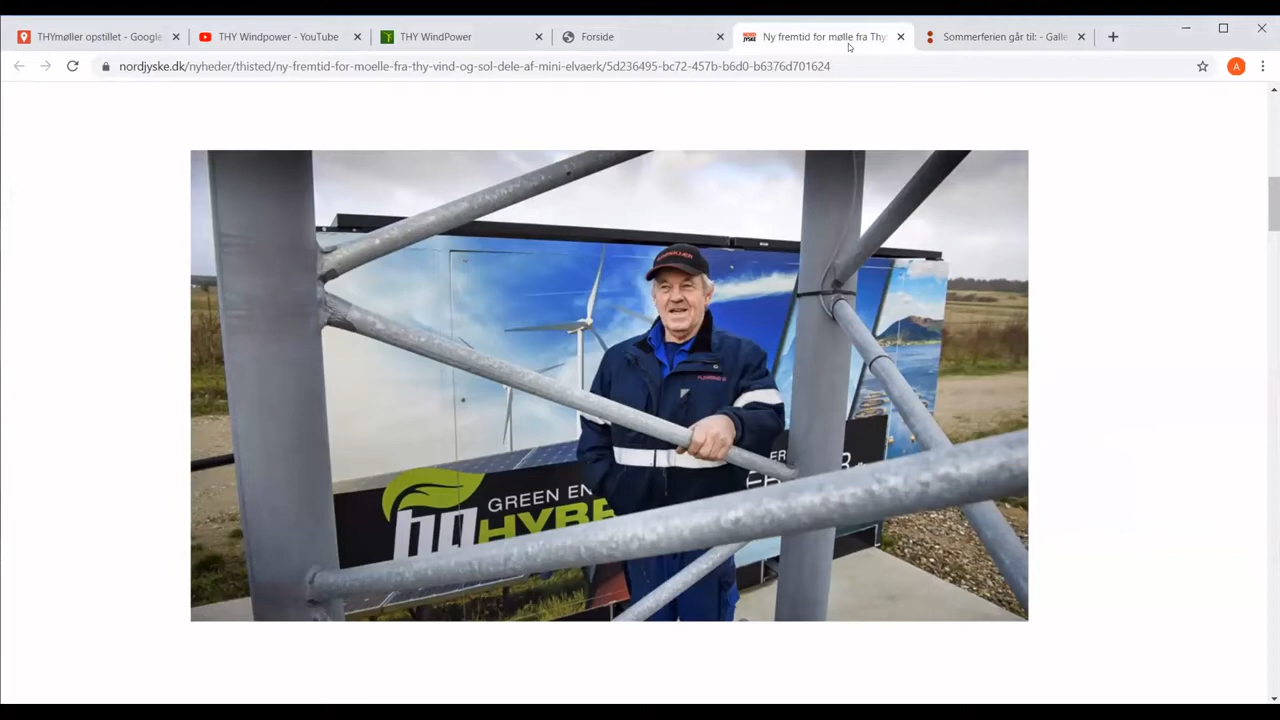 THYmøller opstillet - Google
THY Windpower - YouTube
THY WindPower
Forside
NORD
JYSKE
Ny fremtid for mølle fra Thy:
Sommerferien går til: - Galle
nordjyske.dk/nyheder/thisted/ny-fremtid-for-moelle-fra-thy-vind-og-sol-dele-af-mini-elvaerk/5d236495-bc72-457b-b6d0-b6376d701624
A
GREEN EN
HYBR